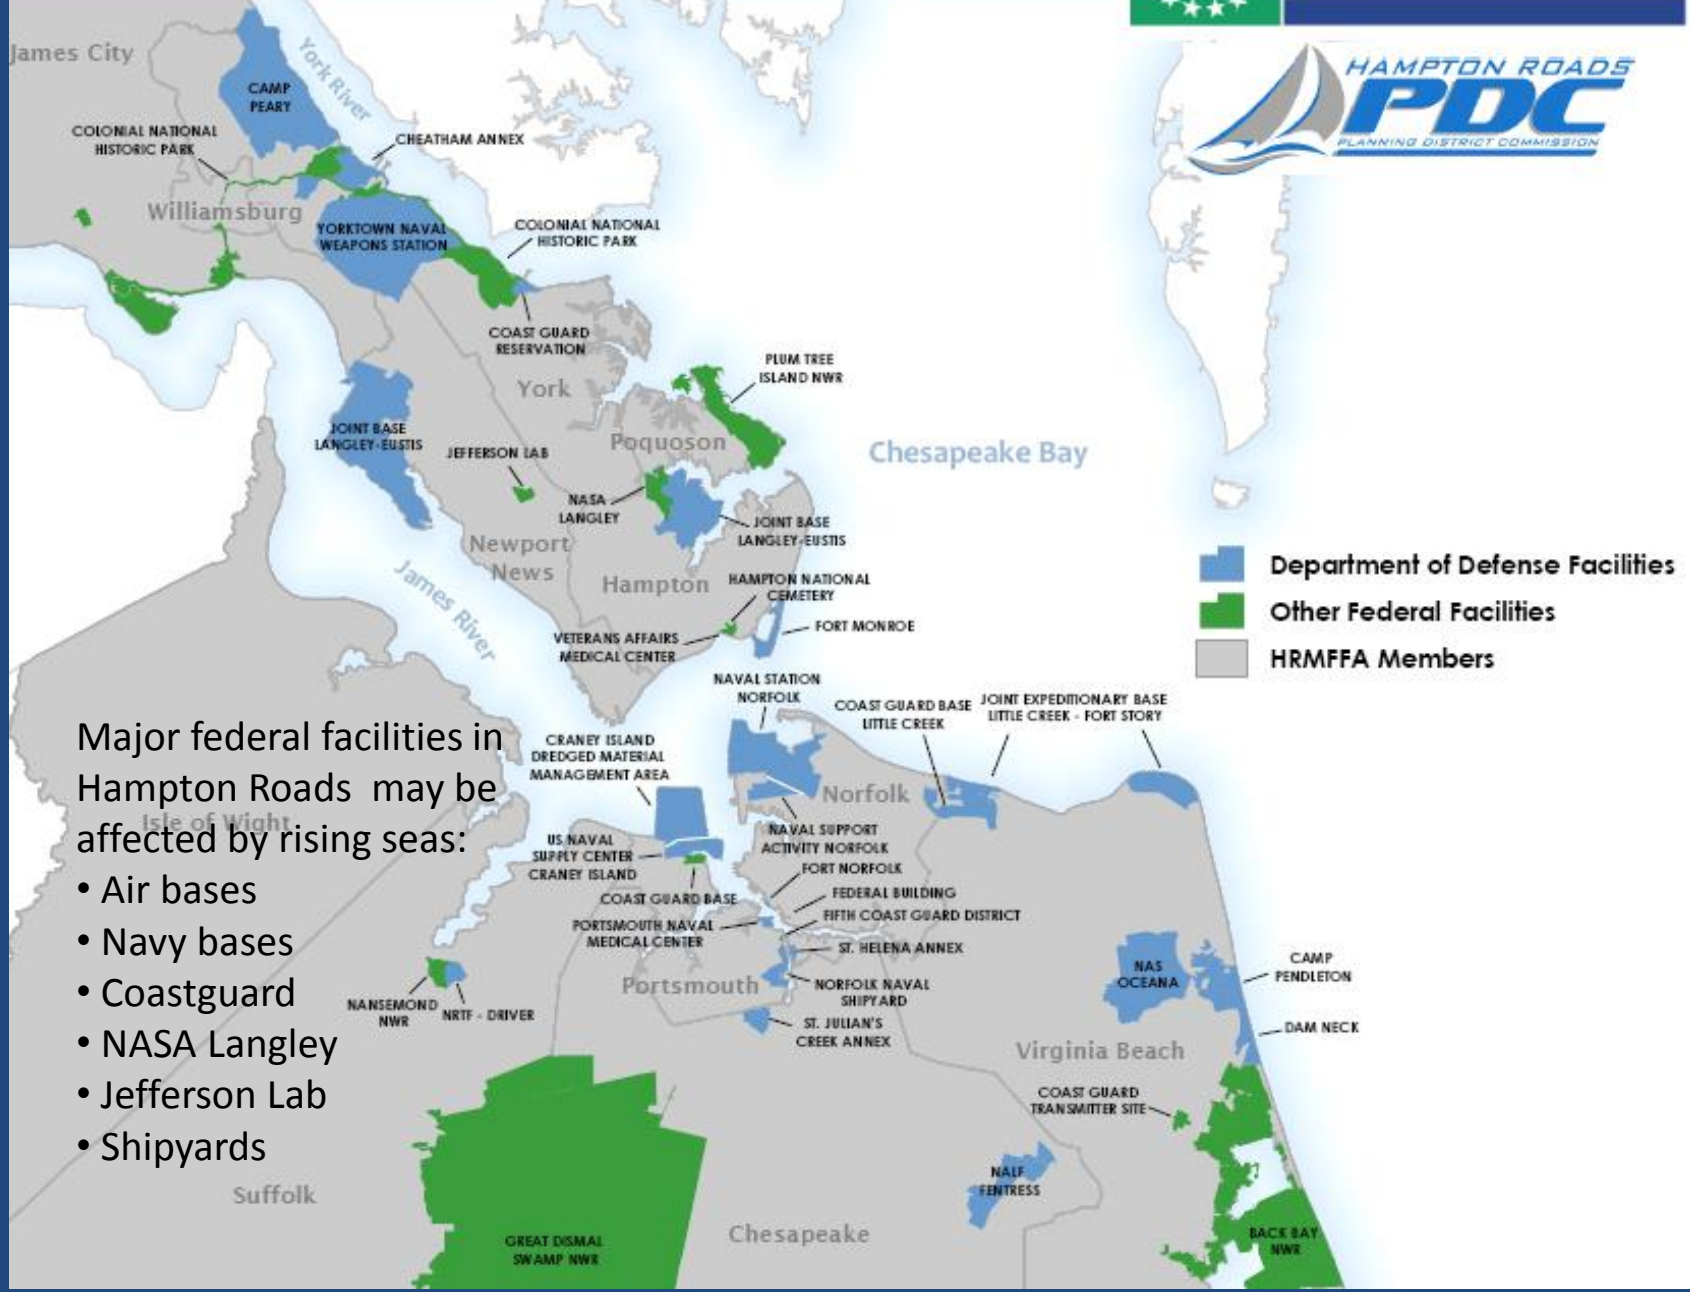 HAMPTON ROADS
PDC
PLANNING DISTRICT COMMISSION
James City
York River
CAMP
PEARY
COLONIAL NATIONAL
HISTORIC PARK
CHEATHAM ANNEX
Williamsburg
YORKTOWN NAVAL
WEAPONS STATION
COLONIAL NATIONAL
HISTORIC PARK
COAST GUARD
RESERVATION
York
PLUM TREE
ISLAND NWR
JOINT BASE
LANGLEY-EUSTIS
JEFFERSON LAB
Poquoson
Chesapeake Bay
NASA
LANGLEY
JOINT BASE
LANGLEY-EUSTIS
Newport
News
James River
Hampton
HAMPTON NATIONAL
CEMETERY
FORT MONROE
VETERANS AFFAIRS
MEDICAL CENTER
Department of Defense Facilities
Other Federal Facilities
HRMFFA Members
NAVAL STATION
NORFOLK
COAST GUARD BASE
LITTLE CREEK
JOINT EXPEDITIONARY BASE
LITTLE CREEK - FORT STORY
CRANEY ISLAND
DREDGED MATERIAL
MANAGEMENT AREA
Norfolk
Major federal facilities in
Hampton Roads may be
affected by rising seas:
• Air bases
• Navy bases
• Coastguard
• NASA Langley
• Jefferson Lab
• Shipyards
Isle of Wight
US NAVAL
SUPPLY CENTER
CRANEY ISLAND
NAVAL SUPPORT
ACTIVITY NORFOLK
FORT NORFOLK
COAST GUARD BASE
FEDERAL BUILDING
FIFTH COAST GUARD DISTRICT
PORTSMOUTH NAVAL
MEDICAL CENTER
ST. HELENA ANNEX
Portsmouth
NORFOLK NAVAL
SHIPYARD
NANSEMOND
NWR
NRTF - DRIVER
ST. JULIAN'S
CREEK ANNEX
NAS
OCEANA
CAMP
PENDLETON
DAM NECK
Virginia Beach
COAST GUARD
TRANSMITTER SITE
NALF
FENTRESS
Suffolk
GREAT DISMAL
SWAMP NWR
Chesapeake
BACK BAY
NWR